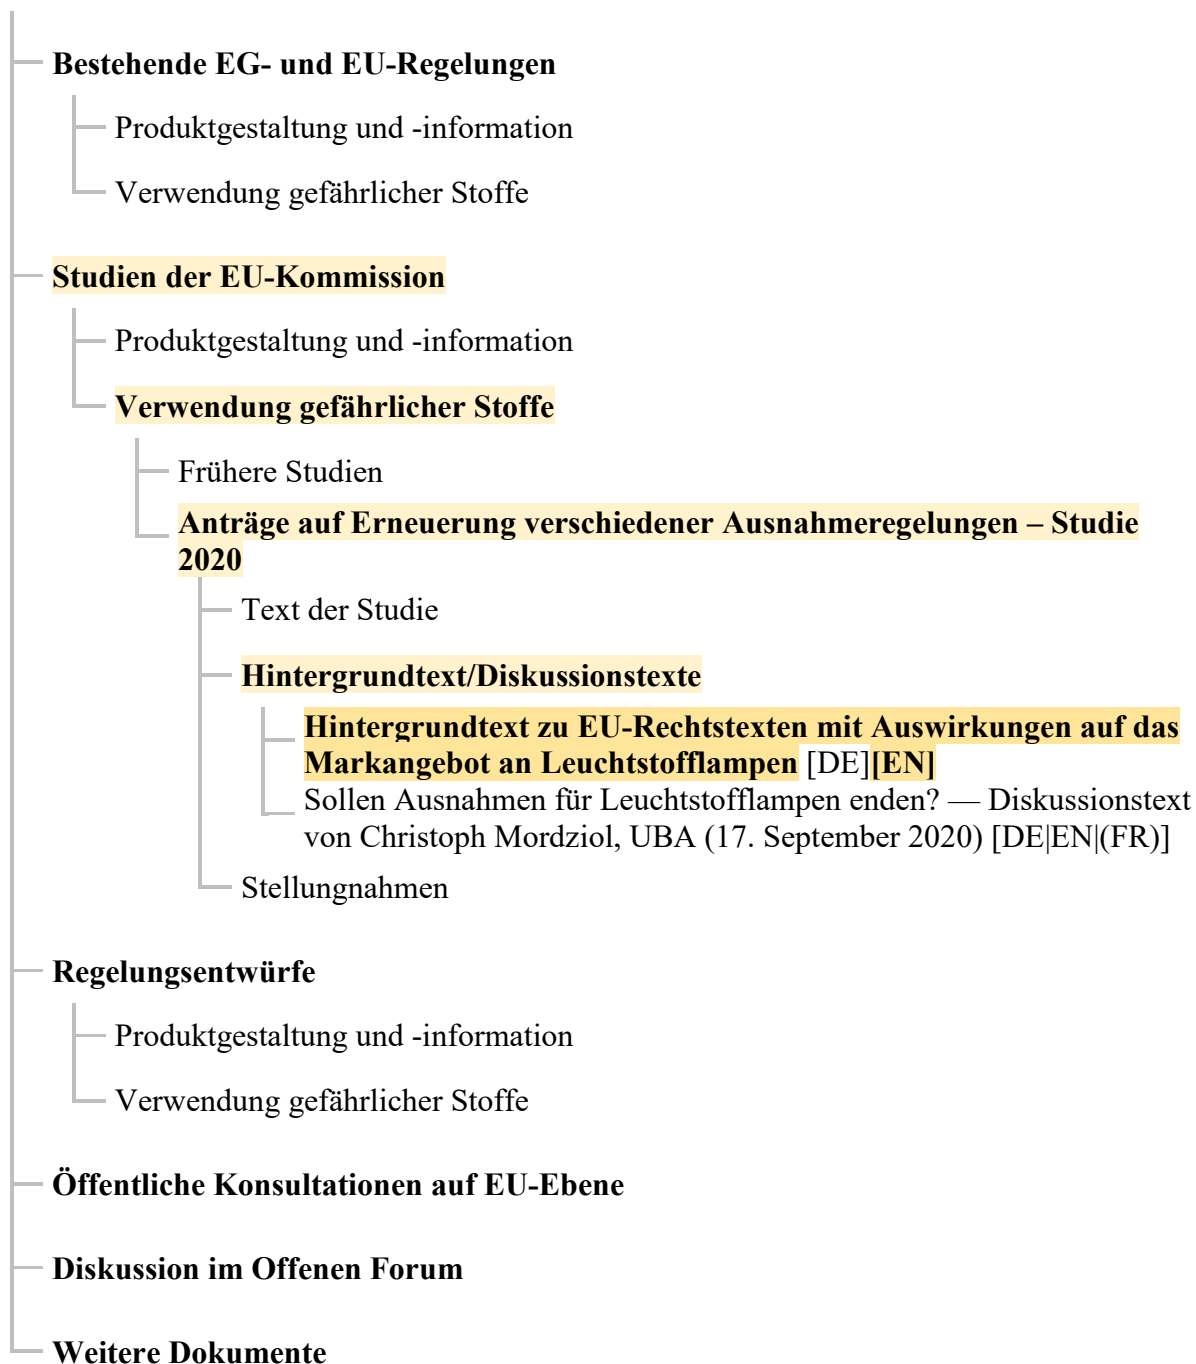 Bestehende EG- und EU-Regelungen
Produktgestaltung und -information
Verwendung gefährlicher Stoffe
Studien der EU-Kommission
Produktgestaltung und -information
Verwendung gefährlicher Stoffe
Frühere Studien
Anträge auf Erneuerung verschiedener Ausnahmeregelungen – Studie
2020
Text der Studie
Hintergrundtext/Diskussionstexte
Hintergrundtext zu EU-Rechtstexten mit Auswirkungen auf das
Markangebot an Leuchtstofflampen [DE][EN]
Sollen Ausnahmen für Leuchtstofflampen enden? — Diskussionstext
von Christoph Mordziol, UBA (17. September 2020) [DE|EN|(FR)]
Stellungnahmen
Regelungsentwürfe
Produktgestaltung und -information
Verwendung gefährlicher Stoffe
Öffentliche Konsultationen auf EU-Ebene
Diskussion im Offenen Forum
Weitere Dokumente